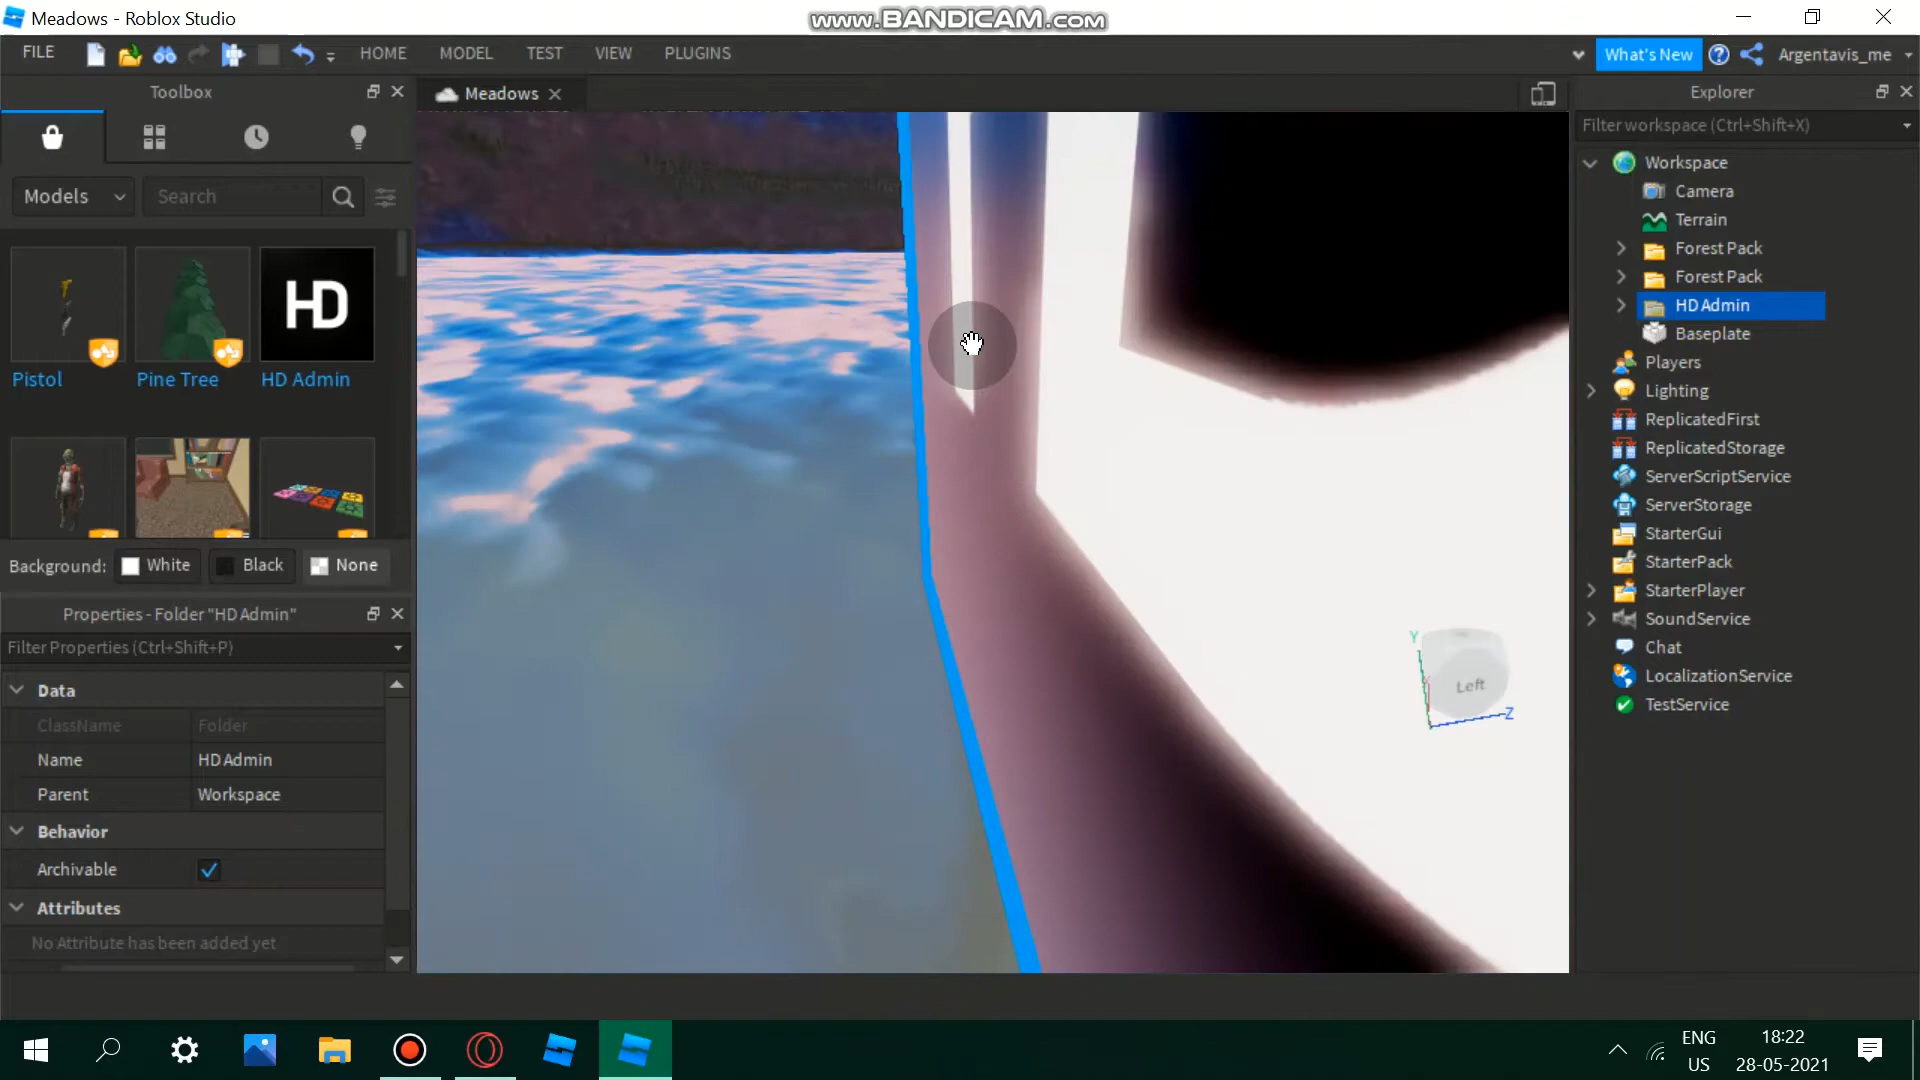 Meadows - Roblox Studio
www.BANDICAM.com
FILE
HOME
MODEL
TEST
VIEW
PLUGINS
What's New
Argentavis_me
Toolbox
Meadows
Explorer
Filter workspace (Ctrl+Shift+X)
Models
Search
HD
Pistol
Pine Tree
HD Admin
Background:
White
Black
None
Properties - Folder "HD Admin"
Filter Properties (Ctrl+Shift+P)
Data
ClassName Folder
Name HD Admin
Parent Workspace
Behavior
Archivable
Attributes
No Attribute has been added yet
Y
Left
Z
Workspace
Camera
Terrain
Forest Pack
Forest Pack
HD Admin
Baseplate
Players
Lighting
ReplicatedFirst
ReplicatedStorage
ServerScriptService
ServerStorage
StarterGui
StarterPack
StarterPlayer
SoundService
Chat
LocalizationService
TestService
ENG
US
18:22
28-05-2021